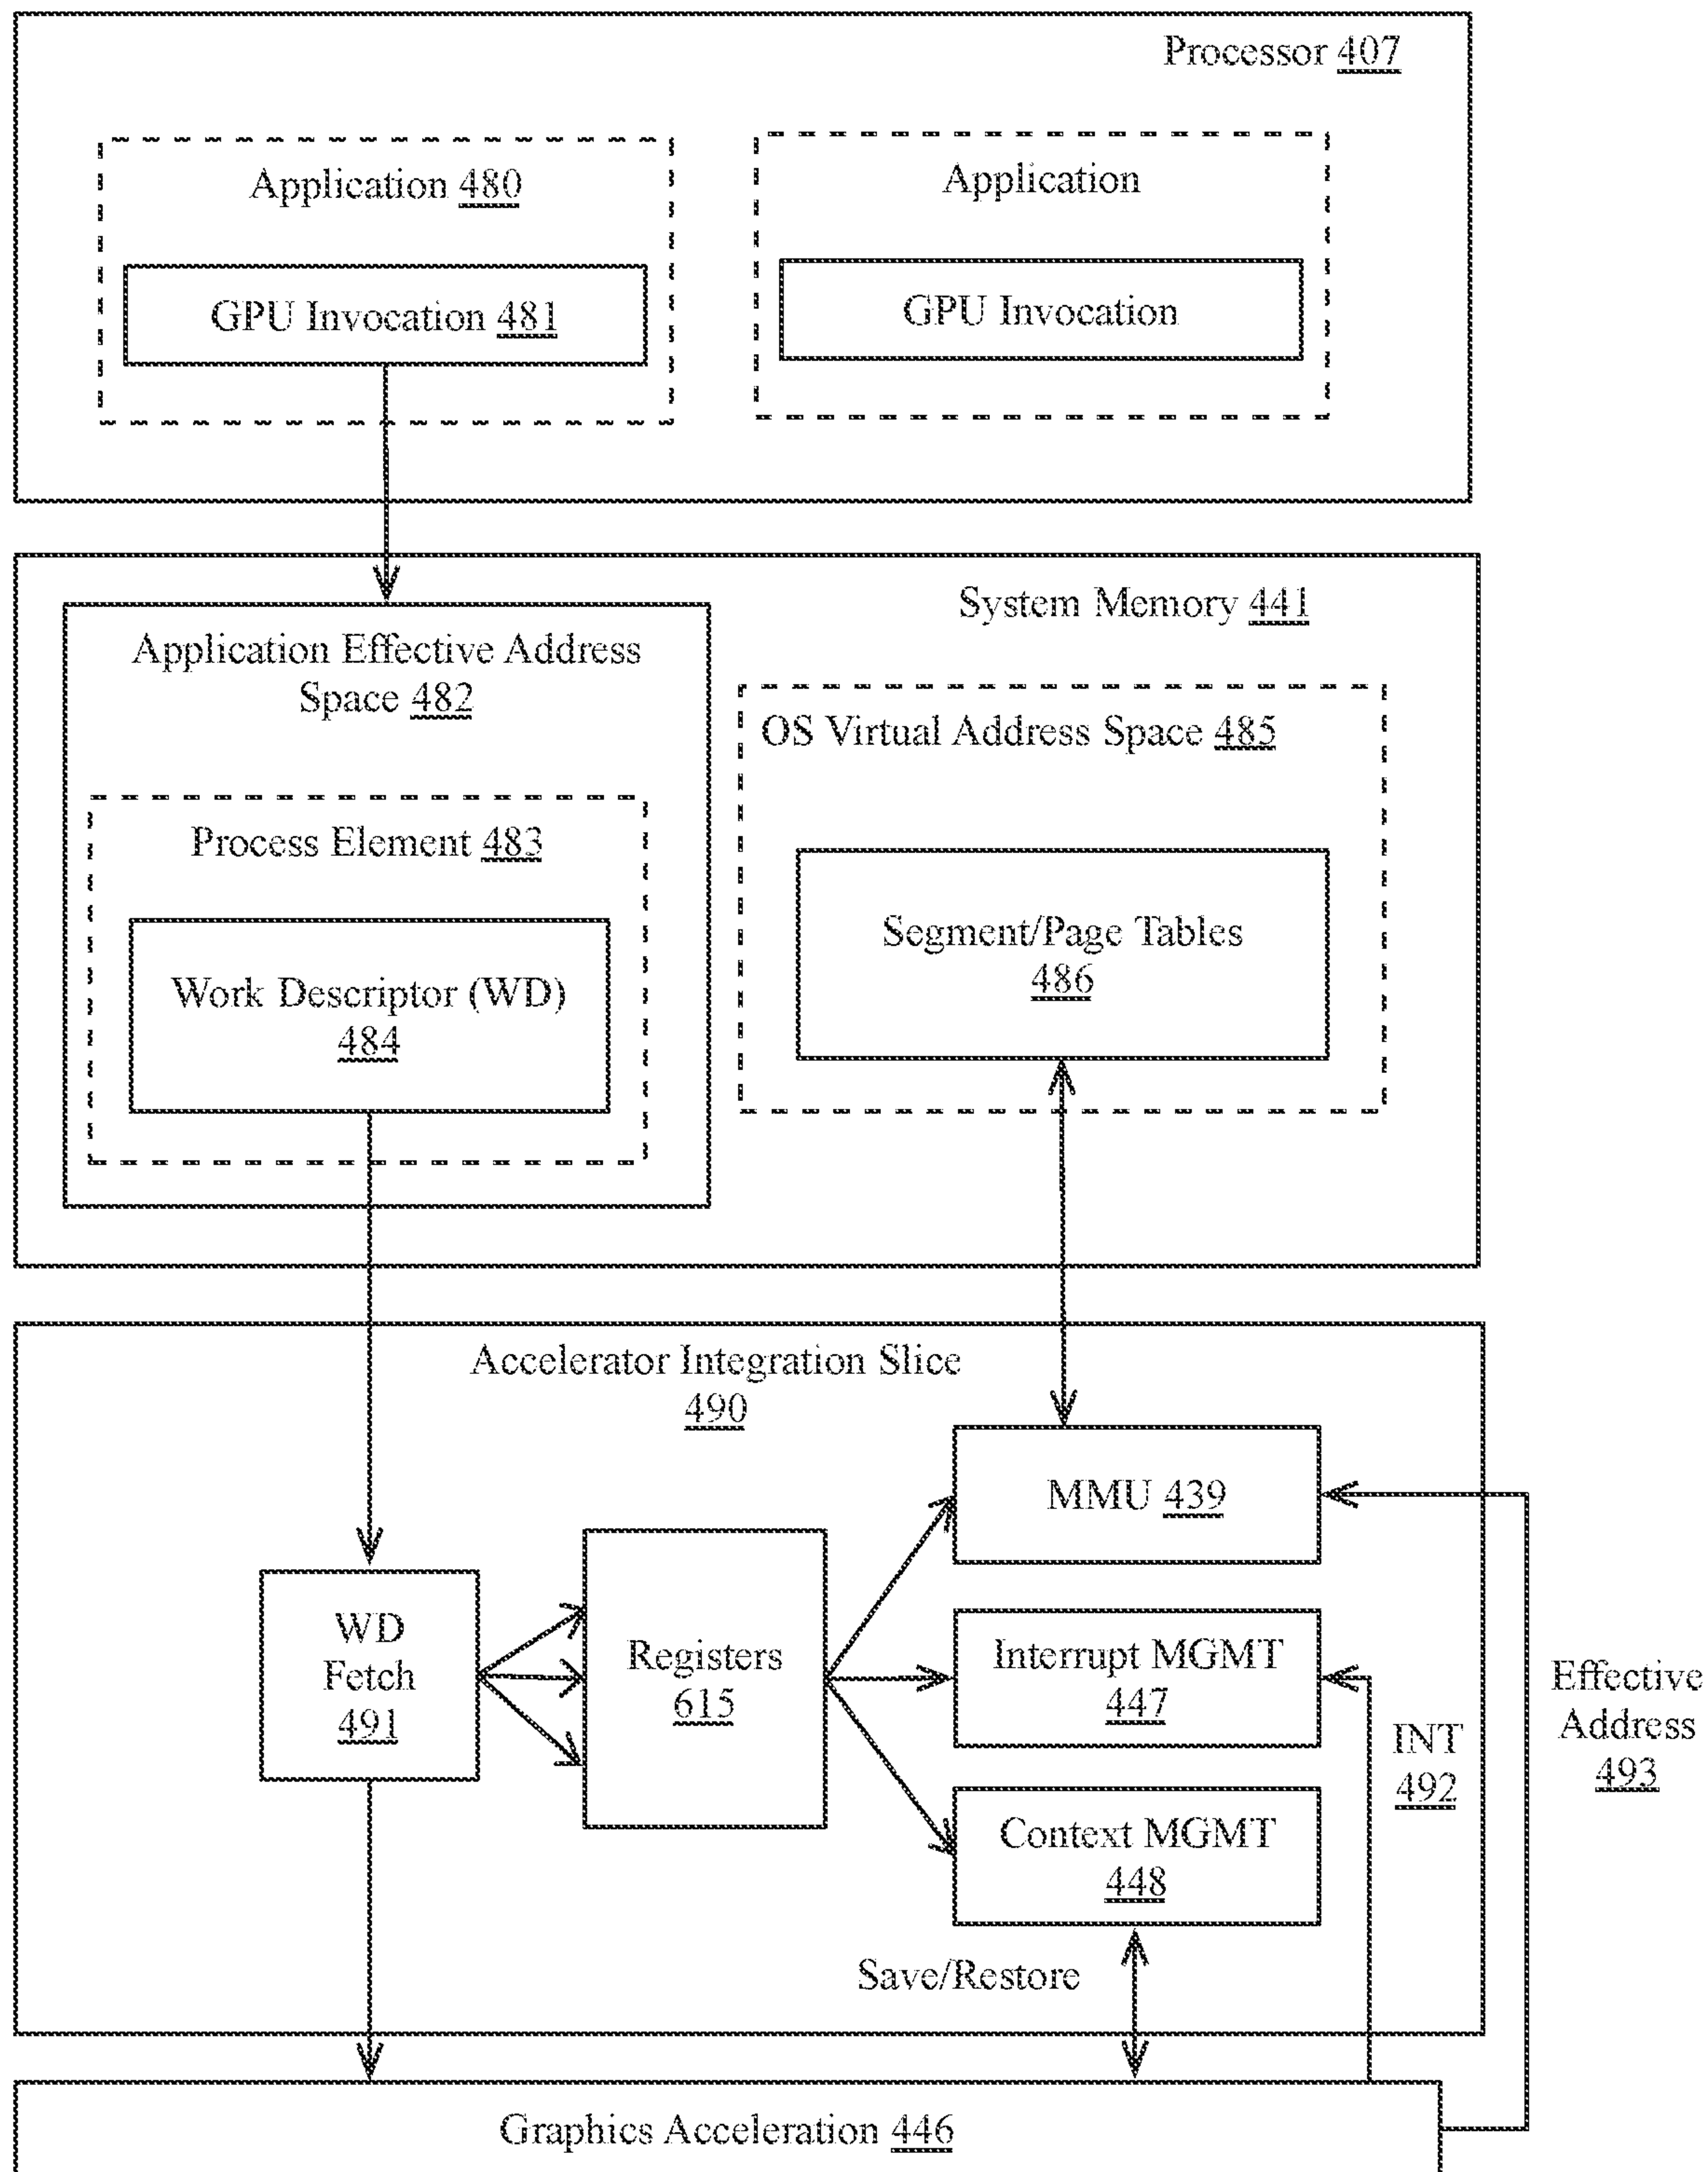 Processor 407
Application 480
Application
GPU Invocation 481
GPU Invocation
System Memory 441
Application Effective Address
Space 482
OS Virtual Address Space 485
Process Element 483
Segment/Page Tables
486
Work Descriptor (WD)
484
Accelerator Integration Slice
490
MMU 439
WD
Fetch
491
Registers
615
Interrupt MGMT
447
Effective
Address
493
INT
492
Context MGMT
448
Save/Restore
Graphics Acceleration 446